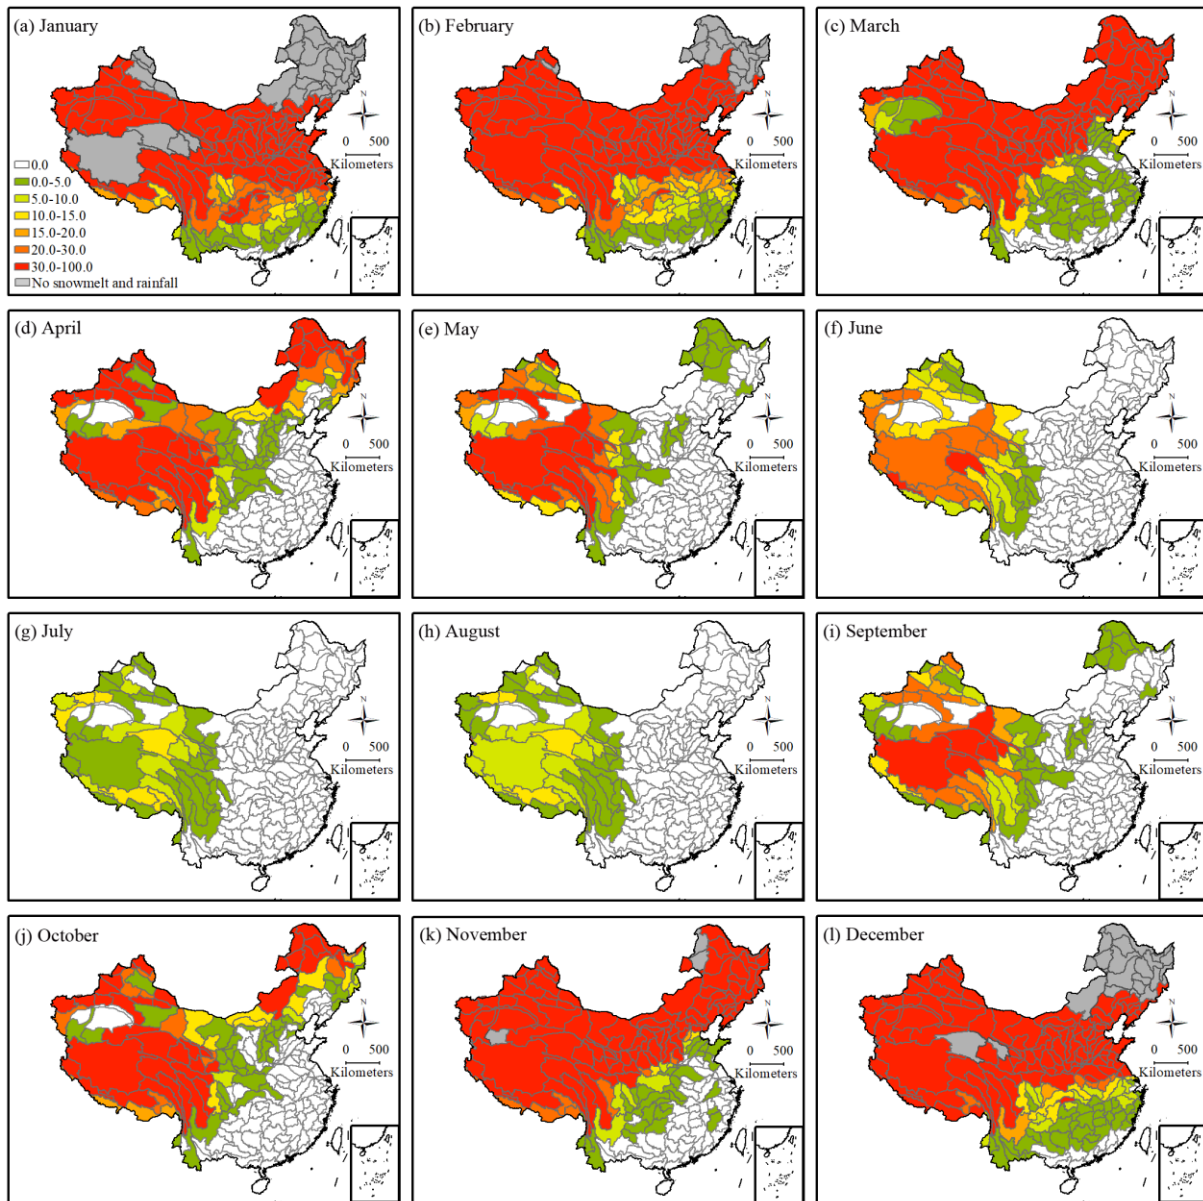 (a) January
N
0 500
Kilometers
0.0
0.0-5.0
5.0-10.0
10.0-15.0
15.0-20.0
20.0-30.0
30.0-100.0
No snowmelt and rainfall
(b) February
N
0 500
Kilometers
(c) March
N
0 500
Kilometers
(d) April
N
0 500
Kilometers
(e) May
N
0 500
Kilometers
(f) June
N
0 500
Kilometers
(g) July
N
0 500
Kilometers
(h) August
N
0 500
Kilometers
(i) September
N
0 500
Kilometers
(j) October
N
0 500
Kilometers
(k) November
N
0 500
Kilometers
(l) December
N
0 500
Kilometers